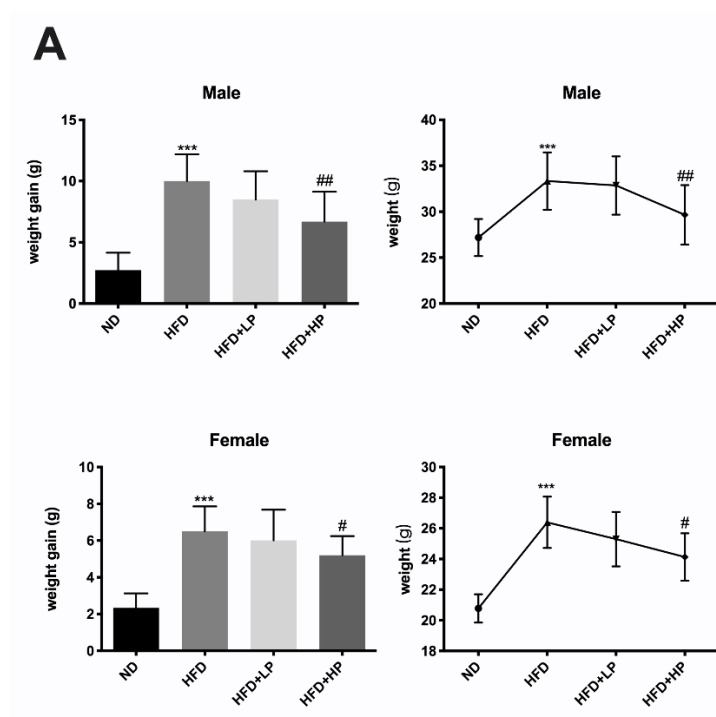 A
Male
weight gain (g)
15
10
5
0
***
##
ND
HFD
HFD+LP
HFD+HP
Male
weight (g)
40
35
30
25
20
***
##
ND
HFD
HFD+LP
HFD+HP
Female
weight gain (g)
10
8
6
4
2
0
***
#
ND
HFD
HFD+LP
HFD+HP
Female
weight (g)
30
28
26
24
22
20
18
***
#
ND
HFD
HFD+LP
HFD+HP